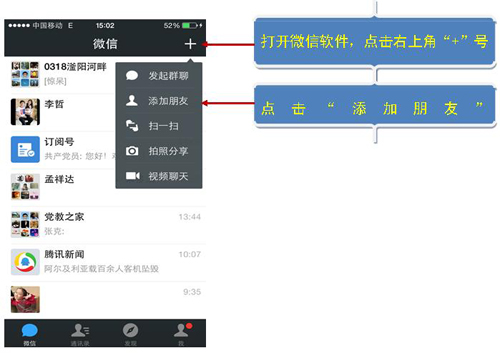 中国移动 E 15:02 52%
微信 +
打开微信软件，点击右上角“+”号
0318滏阳河畔
[惊呆]
发起群聊
李哲
添加朋友
点击“添加朋友”
扫一扫
订阅号
共产党员: 您好！
拍照分享
孟祥达
视频聊天
党教之家 13:44
张克:
腾讯新闻 10:07
阿尔及利亚载百余人客机坠毁
9:35
微信 通讯录 发现 我